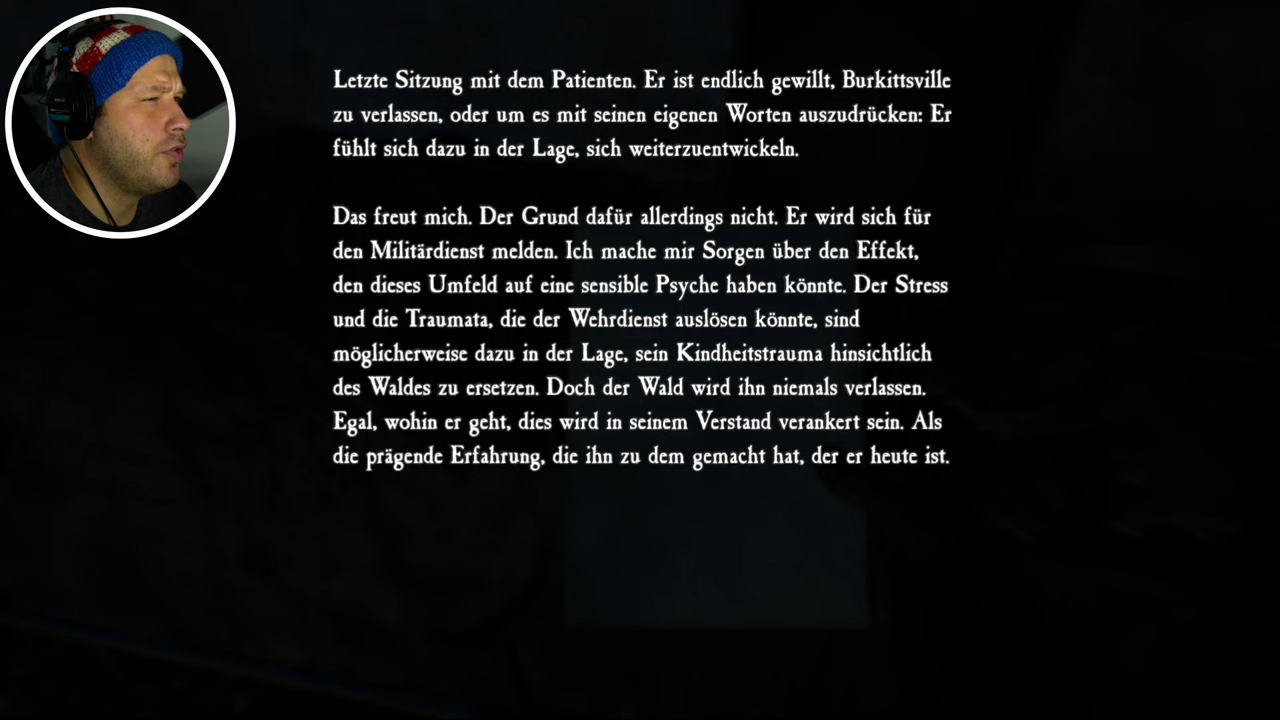 Letzte Sitzung mit dem Patienten. Er ist endlich gewillt, Burkittsville
zu verlassen, oder um es mit seinen eigenen Worten auszudrücken: Er
fühlt sich dazu in der Lage, sich weiterzuentwickeln.
Das freut mich. Der Grund dafür allerdings nicht. Er wird sich für
den Militärdienst melden. Ich mache mir Sorgen über den Effekt,
den dieses Umfeld auf eine sensible Psyche haben könnte. Der Stress
und die Traumata, die der Wehrdienst auslösen könnte, sind
möglicherweise dazu in der Lage, sein Kindheitstrauma hinsichtlich
des Waldes zu ersetzen. Doch der Wald wird ihn niemals verlassen.
Egal, wohin er geht, dies wird in seinem Verstand verankert sein. Als
die prägende Erfahrung, die ihn zu dem gemacht hat, der er heute ist.